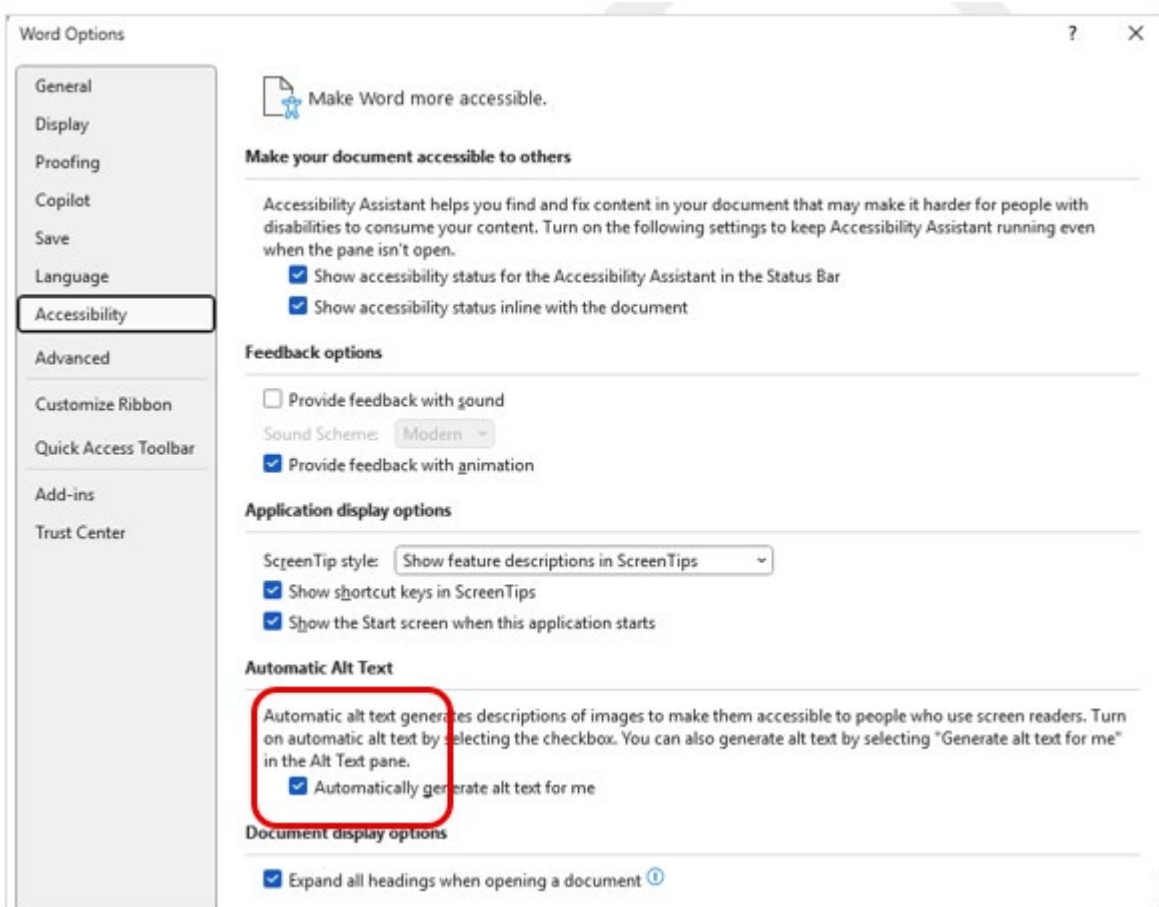 Word Options
?
General
Display
Proofing
Copilot
Save
Language
Accessibility
Advanced
Customize Ribbon
Quick Access Toolbar
Add-ins
Trust Center
Make Word more accessible.
Make your document accessible to others
Accessibility Assistant helps you find and fix content in your document that may make it harder for people with
disabilities to consume your content. Turn on the following settings to keep Accessibility Assistant running even
when the pane isn't open.
Show accessibility status for the Accessibility Assistant in the Status Bar
Show accessibility status inline with the document
Feedback options
Provide feedback with sound
Sound Scheme: Modern
Provide feedback with animation
Application display options
ScreenTip style: Show feature descriptions in ScreenTips
Show shortcut keys in ScreenTips
Show the Start screen when this application starts
Automatic Alt Text
Automatic alt text generates descriptions of images to make them accessible to people who use screen readers. Turn
on automatic alt text by selecting the checkbox. You can also generate alt text by selecting "Generate alt text for me"
in the Alt Text pane.
Automatically generate alt text for me
Document display options
Expand all headings when opening a document